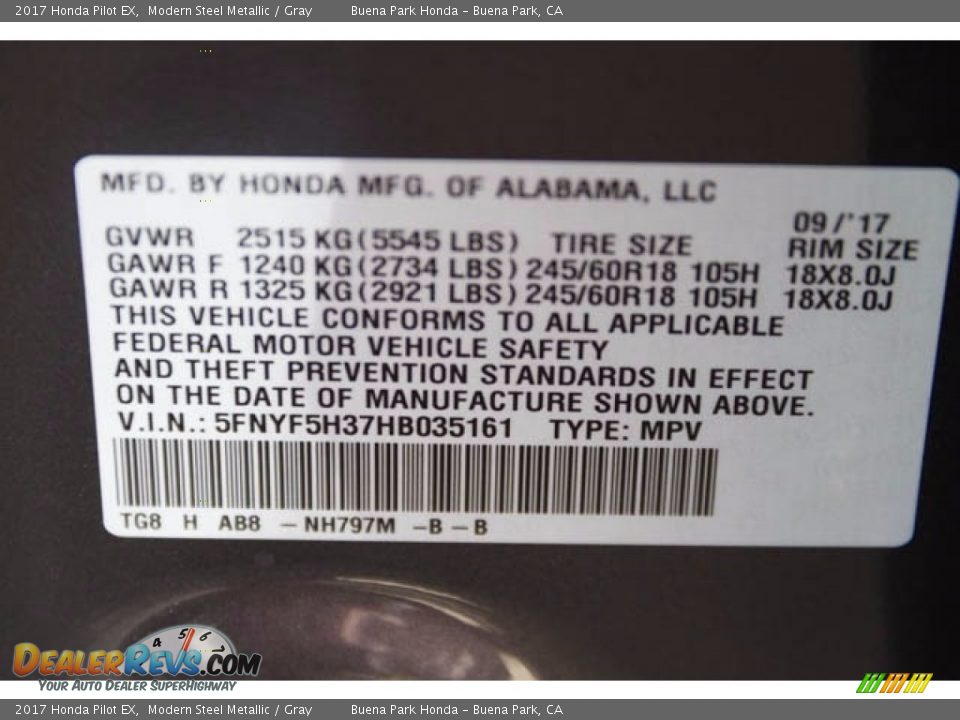 2017 Honda Pilot EX, Modern Steel Metallic / Gray Buena Park Honda - Buena Park, CA
MFD. BY HONDA MFG. OF ALABAMA, LLC
09/'17
GVWR 2515 KG(5545 LBS) TIRE SIZE RIM SIZE
GAWR F 1240 KG(2734 LBS) 245/60R18 105H 18X8.0J
GAWR R 1325 KG(2921 LBS) 245/60R18 105H 18X8.0J
THIS VEHICLE CONFORMS TO ALL APPLICABLE
FEDERAL MOTOR VEHICLE SAFETY
AND THEFT PREVENTION STANDARDS IN EFFECT
ON THE DATE OF MANUFACTURE SHOWN ABOVE.
V.I.N.: 5FNYF5H37HB035161 TYPE: MPV
TG8 H AB8 - NH797M - B - B
4 5 6 7
DEALERREVS.COM
YOUR AUTO DEALER SUPERHIGHWAY
2017 Honda Pilot EX, Modern Steel Metallic / Gray Buena Park Honda - Buena Park, CA